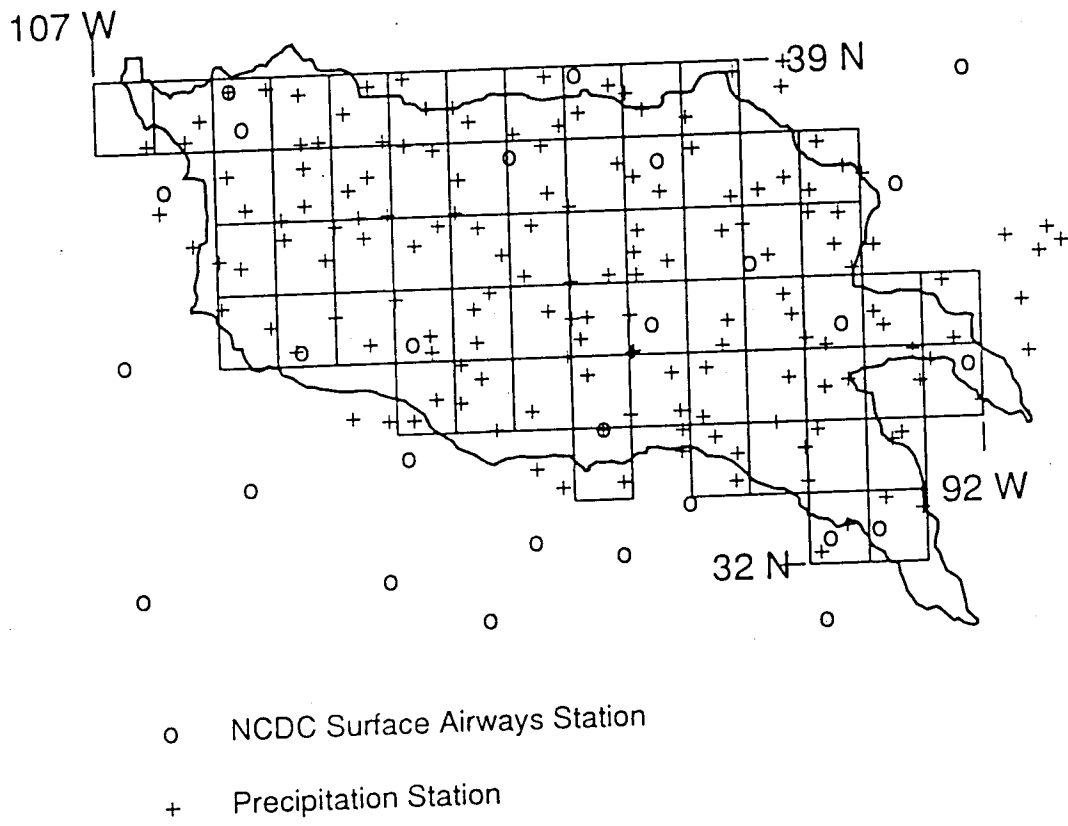 107 W
39 N
92 W
32 N
o NCDC Surface Airways Station
+ Precipitation Station